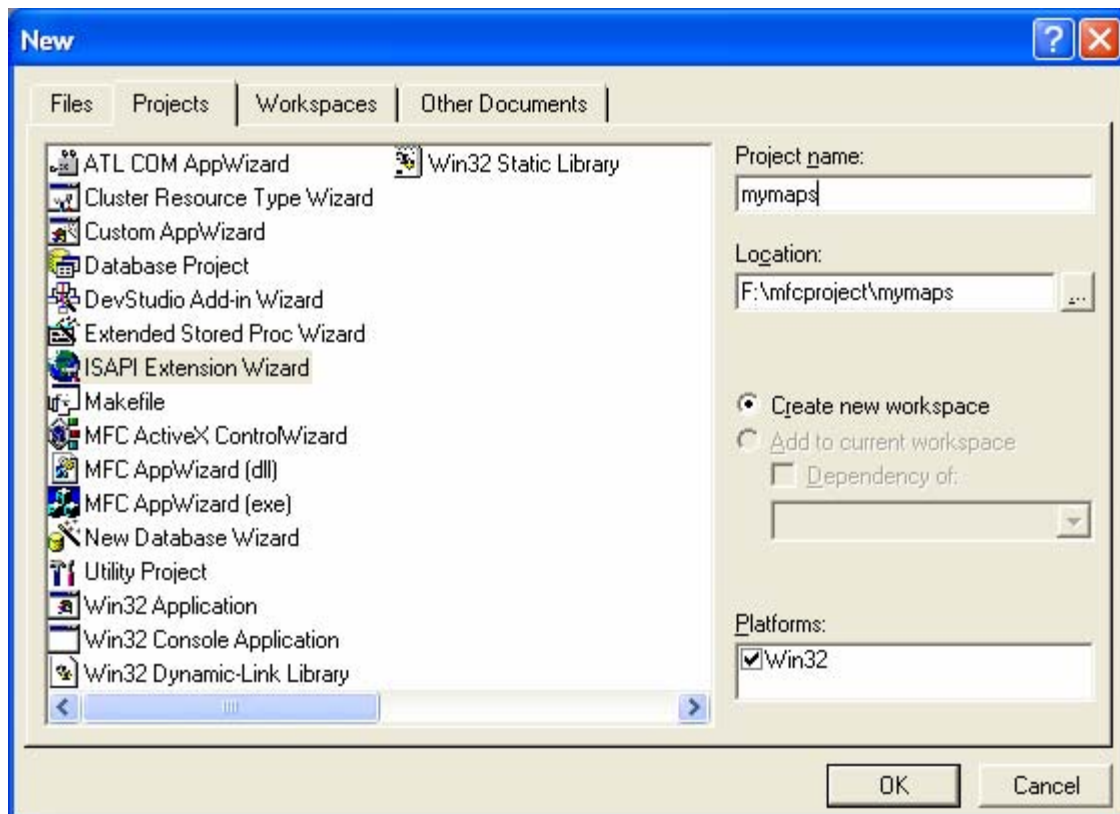 New
Files
Projects
Workspaces
Other Documents
ATL COM AppWizard
Cluster Resource Type Wizard
Custom AppWizard
Database Project
DevStudio Add-in Wizard
Extended Stored Proc Wizard
ISAPI Extension Wizard
Makefile
MFC ActiveX ControlWizard
MFC AppWizard (dll)
MFC AppWizard (exe)
New Database Wizard
Utility Project
Win32 Application
Win32 Console Application
Win32 Dynamic-Link Library
Win32 Static Library
Project name:
mymaps
Location:
F:\mfcproject\mymaps
...
Create new workspace
Add to current workspace
Dependency of:
Platforms:
Win32
OK
Cancel